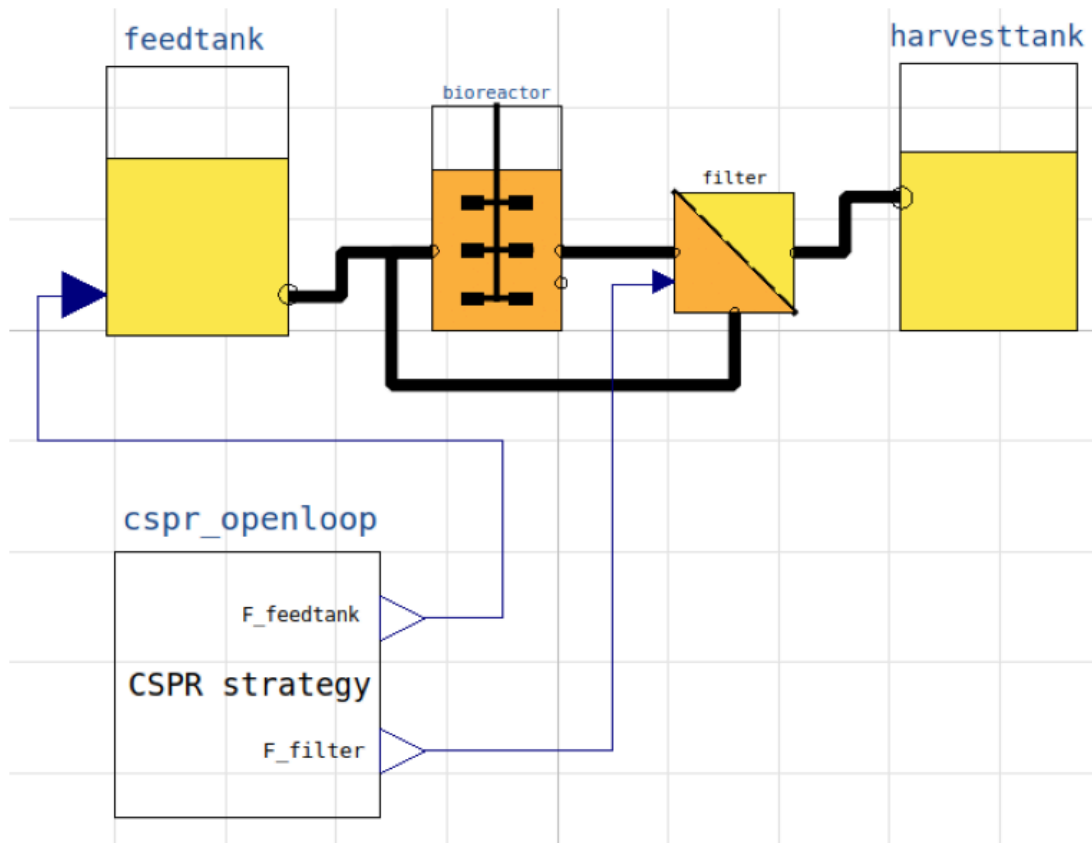 feedtank
harvesttank
bioreactor
filter
cspr_openloop
F_feedtank
CSPR strategy
F_filter